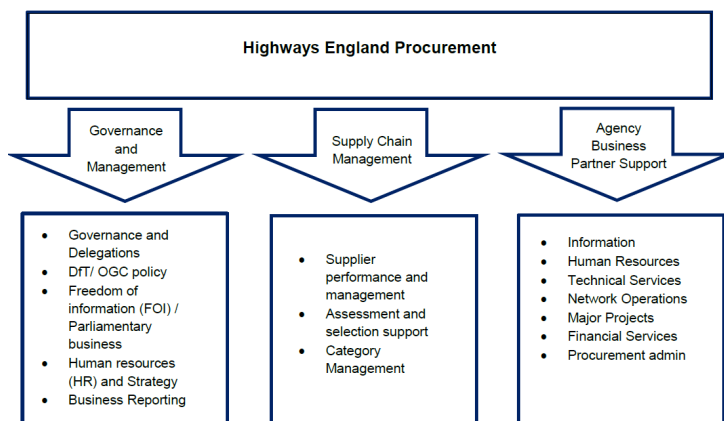 Highways England Procurement
Governance
and
Management
Supply Chain
Management
Agency
Business
Partner Support
• Governance and
Delegations
• DfT/ OGC policy
• Freedom of
information (FOI) /
Parliamentary
business
• Human resources
(HR) and Strategy
• Business Reporting
• Supplier
performance and
management
• Assessment and
selection support
• Category
Management
• Information
• Human Resources
• Technical Services
• Network Operations
• Major Projects
• Financial Services
• Procurement admin